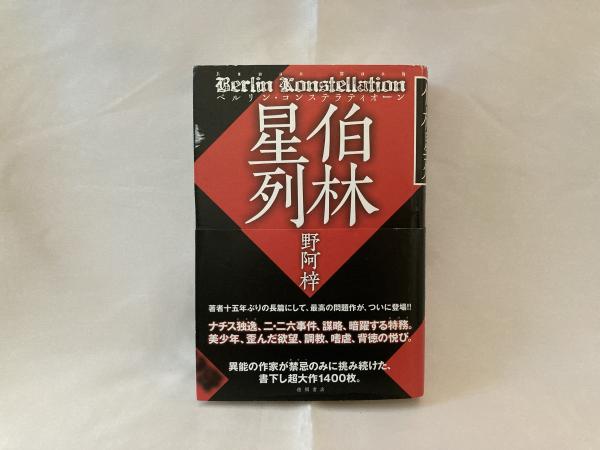 Berlin Konstellation
ベルリン・コンステラティオーン
伯林
星列
野阿梓
著者十五年ぶりの長篇にして、最高の問題作が、ついに登場!!
ナチス独逸、二・二六事件、謀略、暗躍する特務。
美少年、歪んだ欲望、調教、嗜虐、背徳の悦び。
異能の作家が禁忌のみに挑み続けた、
書下し超大作1400枚。
徳間書店